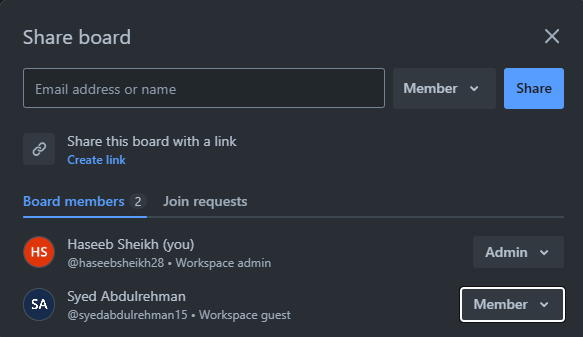 Share board
Email address or name
Member
Share
Share this board with a link
Create link
Board members 2
Join requests
HS
Haseeb Sheikh (you)
@haseebsheikh28 • Workspace admin
Admin
SA
Syed Abdulrehman
@syedabdulrehman15 • Workspace guest
Member